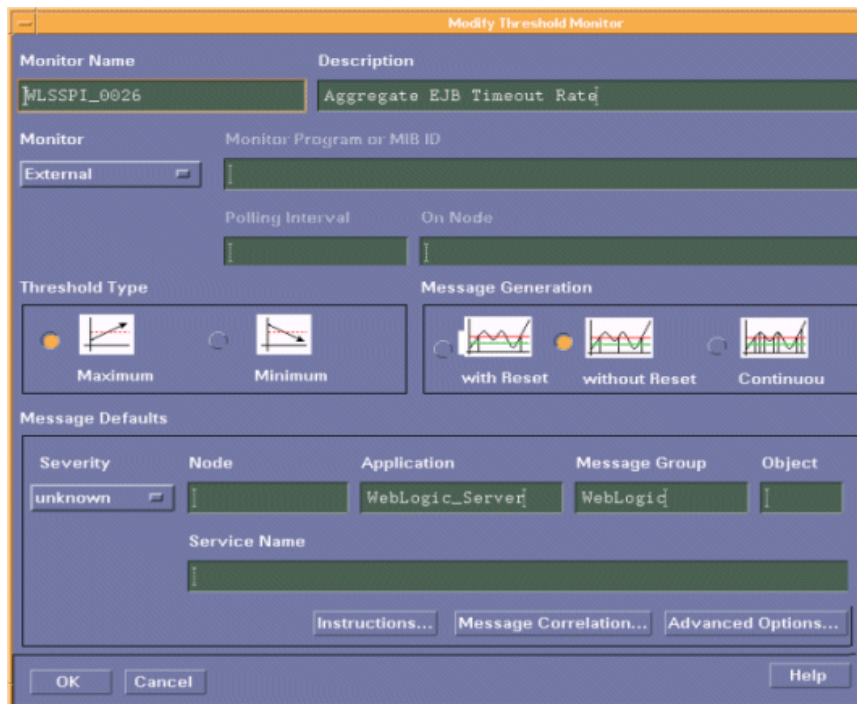 Modify Threshold Monitor
Monitor Name Description
WLSSPI_0026 Aggregate EJB Timeout Rate
Monitor Monitor Program or MIB ID
External
Polling Interval On Node
Threshold Type Message Generation
Maximum Minimum with Reset without Reset Continuou
Message Defaults
Severity Node Application Message Group Object
unknown WebLogic_Server WebLogic
Service Name
Instructions... Message Correlation... Advanced Options...
OK Cancel Help